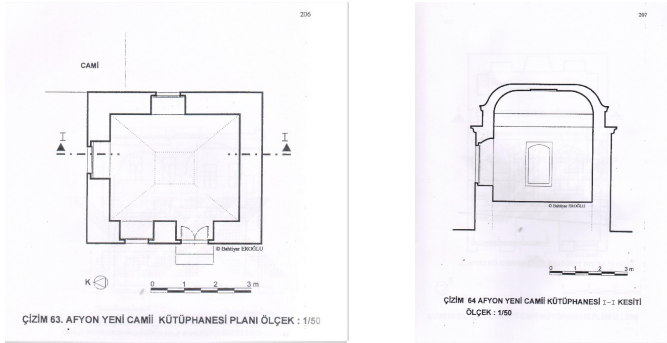 206
CAMİ
I
I
© Bahtiyar EROĞLU
K
0 1 2 3 m
ÇİZİM 63. AFYON YENİ CAMİİ KÜTÜPHANESİ PLANI ÖLÇEK : 1/50
207
© Bahtiyar EROĞLU
0 1 2 3 m
ÇİZİM 64 AFYON YENİ CAMİİ KÜTÜPHANESİ I-I KESİTİ
ÖLÇEK : 1/50